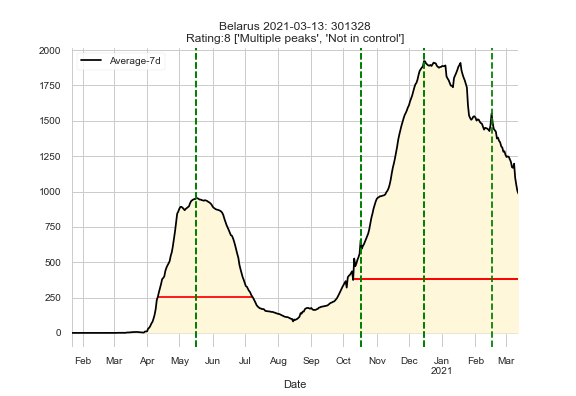 Belarus 2021-03-13: 301328
Rating:8 ['Multiple peaks', 'Not in control']
Average-7d
2000
1750
1500
1250
1000
750
500
250
0
Feb Mar Apr May Jun Jul Aug Sep Oct Nov Dec Jan Feb Mar
2021
Date